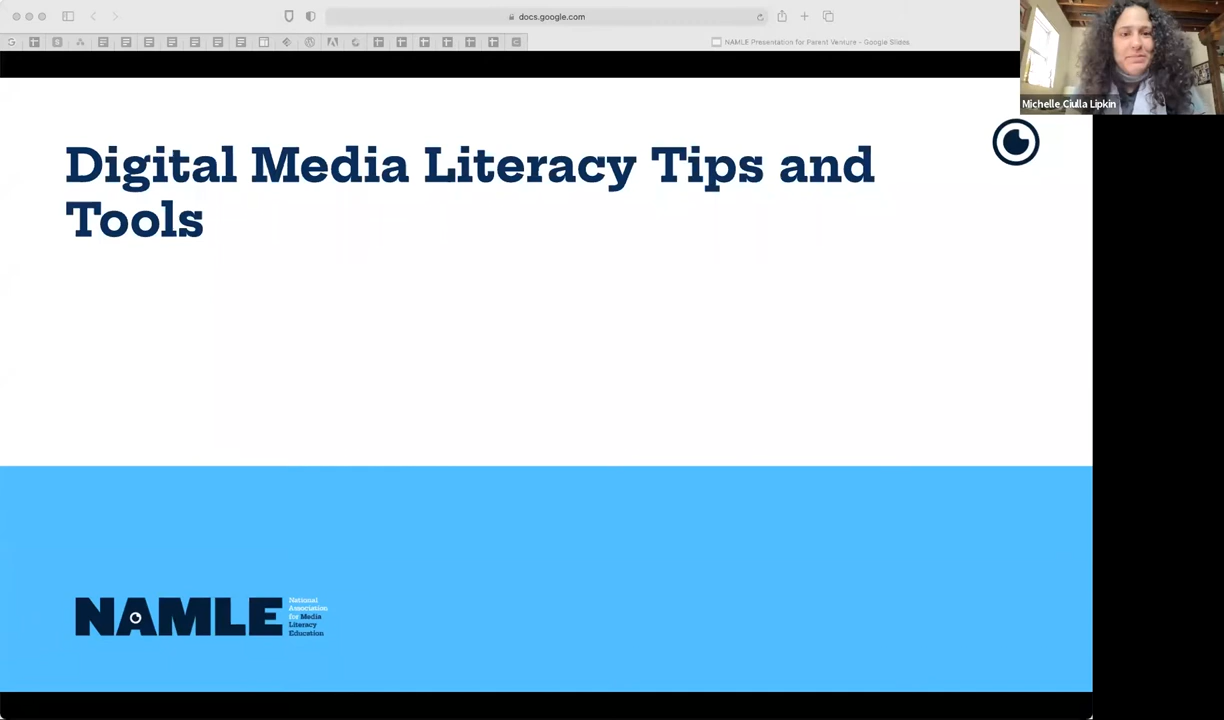 docs.google.com
NAMLE Presentation for Parent Venture - Google Slides
Michelle Ciulla Lipkin
Digital Media Literacy Tips and
Tools
NAMLE
National
Association
for Media
Literacy
Education